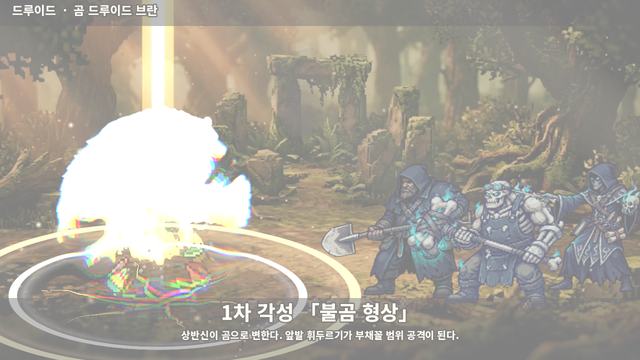 드루이드 · 곰 드루이드 브란
1차 각성 「불곰 형상」
상반신이 곰으로 변한다. 앞발 휘두르기가 부채꼴 범위 공격이 된다.